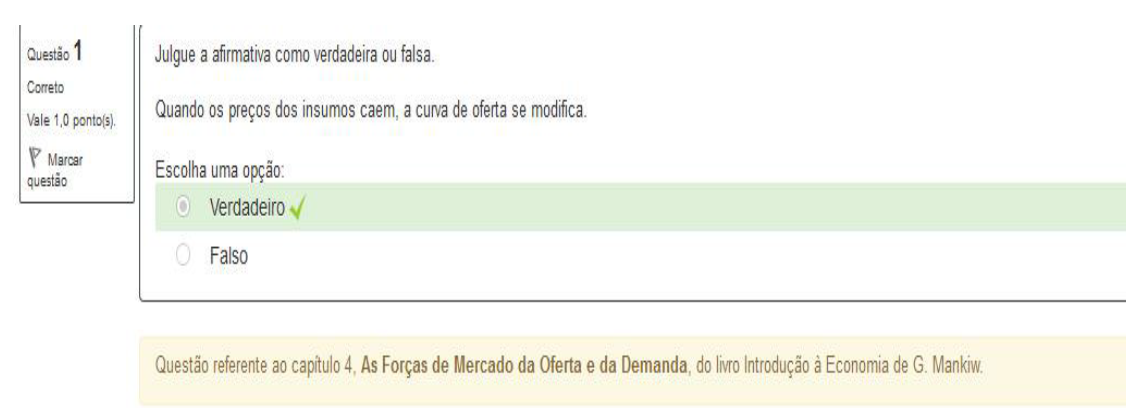 Questão 1
Correto
Vale 1,0 ponto(s).
Marcar
questão
Julgue a afirmativa como verdadeira ou falsa.
Quando os preços dos insumos caem, a curva de oferta se modifica.
Escolha uma opção:
Verdadeiro
Falso
Questão referente ao capítulo 4, As Forças de Mercado da Oferta e da Demanda, do livro Introdução à Economia de G. Mankiw.